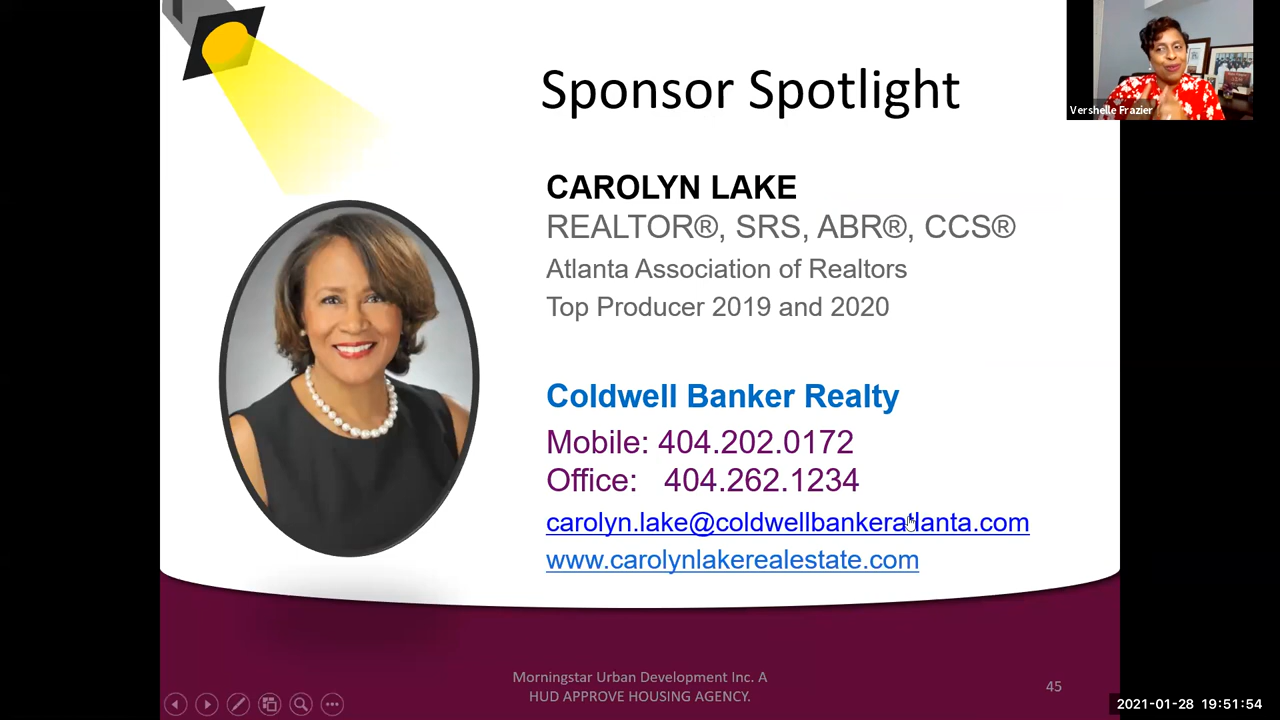 Sponsor Spotlight
Vershelle Frazier
CAROLYN LAKE
REALTOR®, SRS, ABR®, CCS®
Atlanta Association of Realtors
Top Producer 2019 and 2020
Coldwell Banker Realty
Mobile: 404.202.0172
Office: 404.262.1234
carolyn.lake@coldwellbankeratlanta.com
www.carolynlakerealestate.com
Morningstar Urban Development Inc. A
HUD APPROVE HOUSING AGENCY.
45
2021-01-28 19:51:54